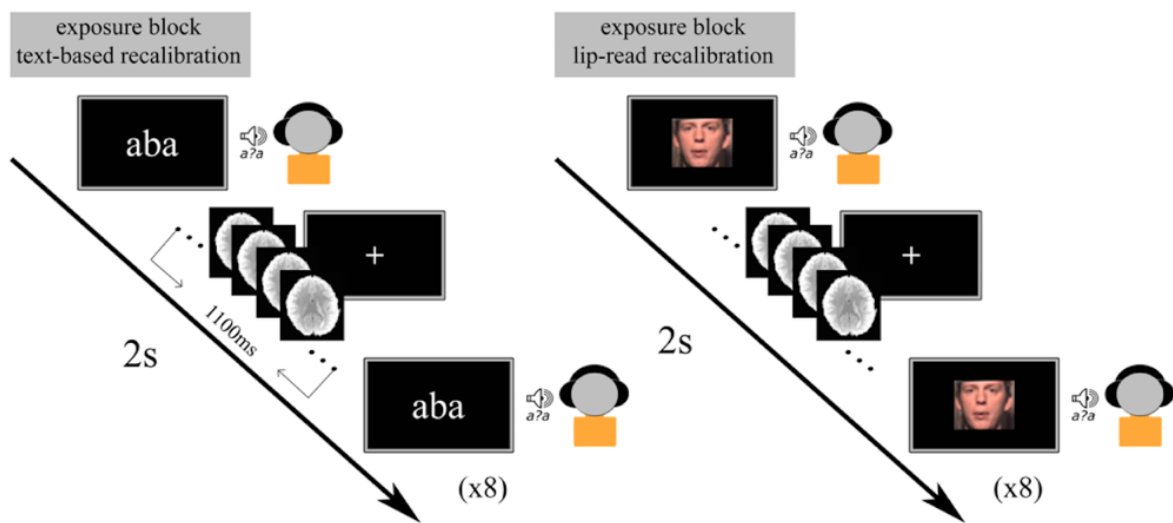 exposure block
text-based recalibration
aba
a?a
+
1100ms
2s
aba
a?a
(x8)
exposure block
lip-read recalibration
a?a
+
2s
a?a
(x8)